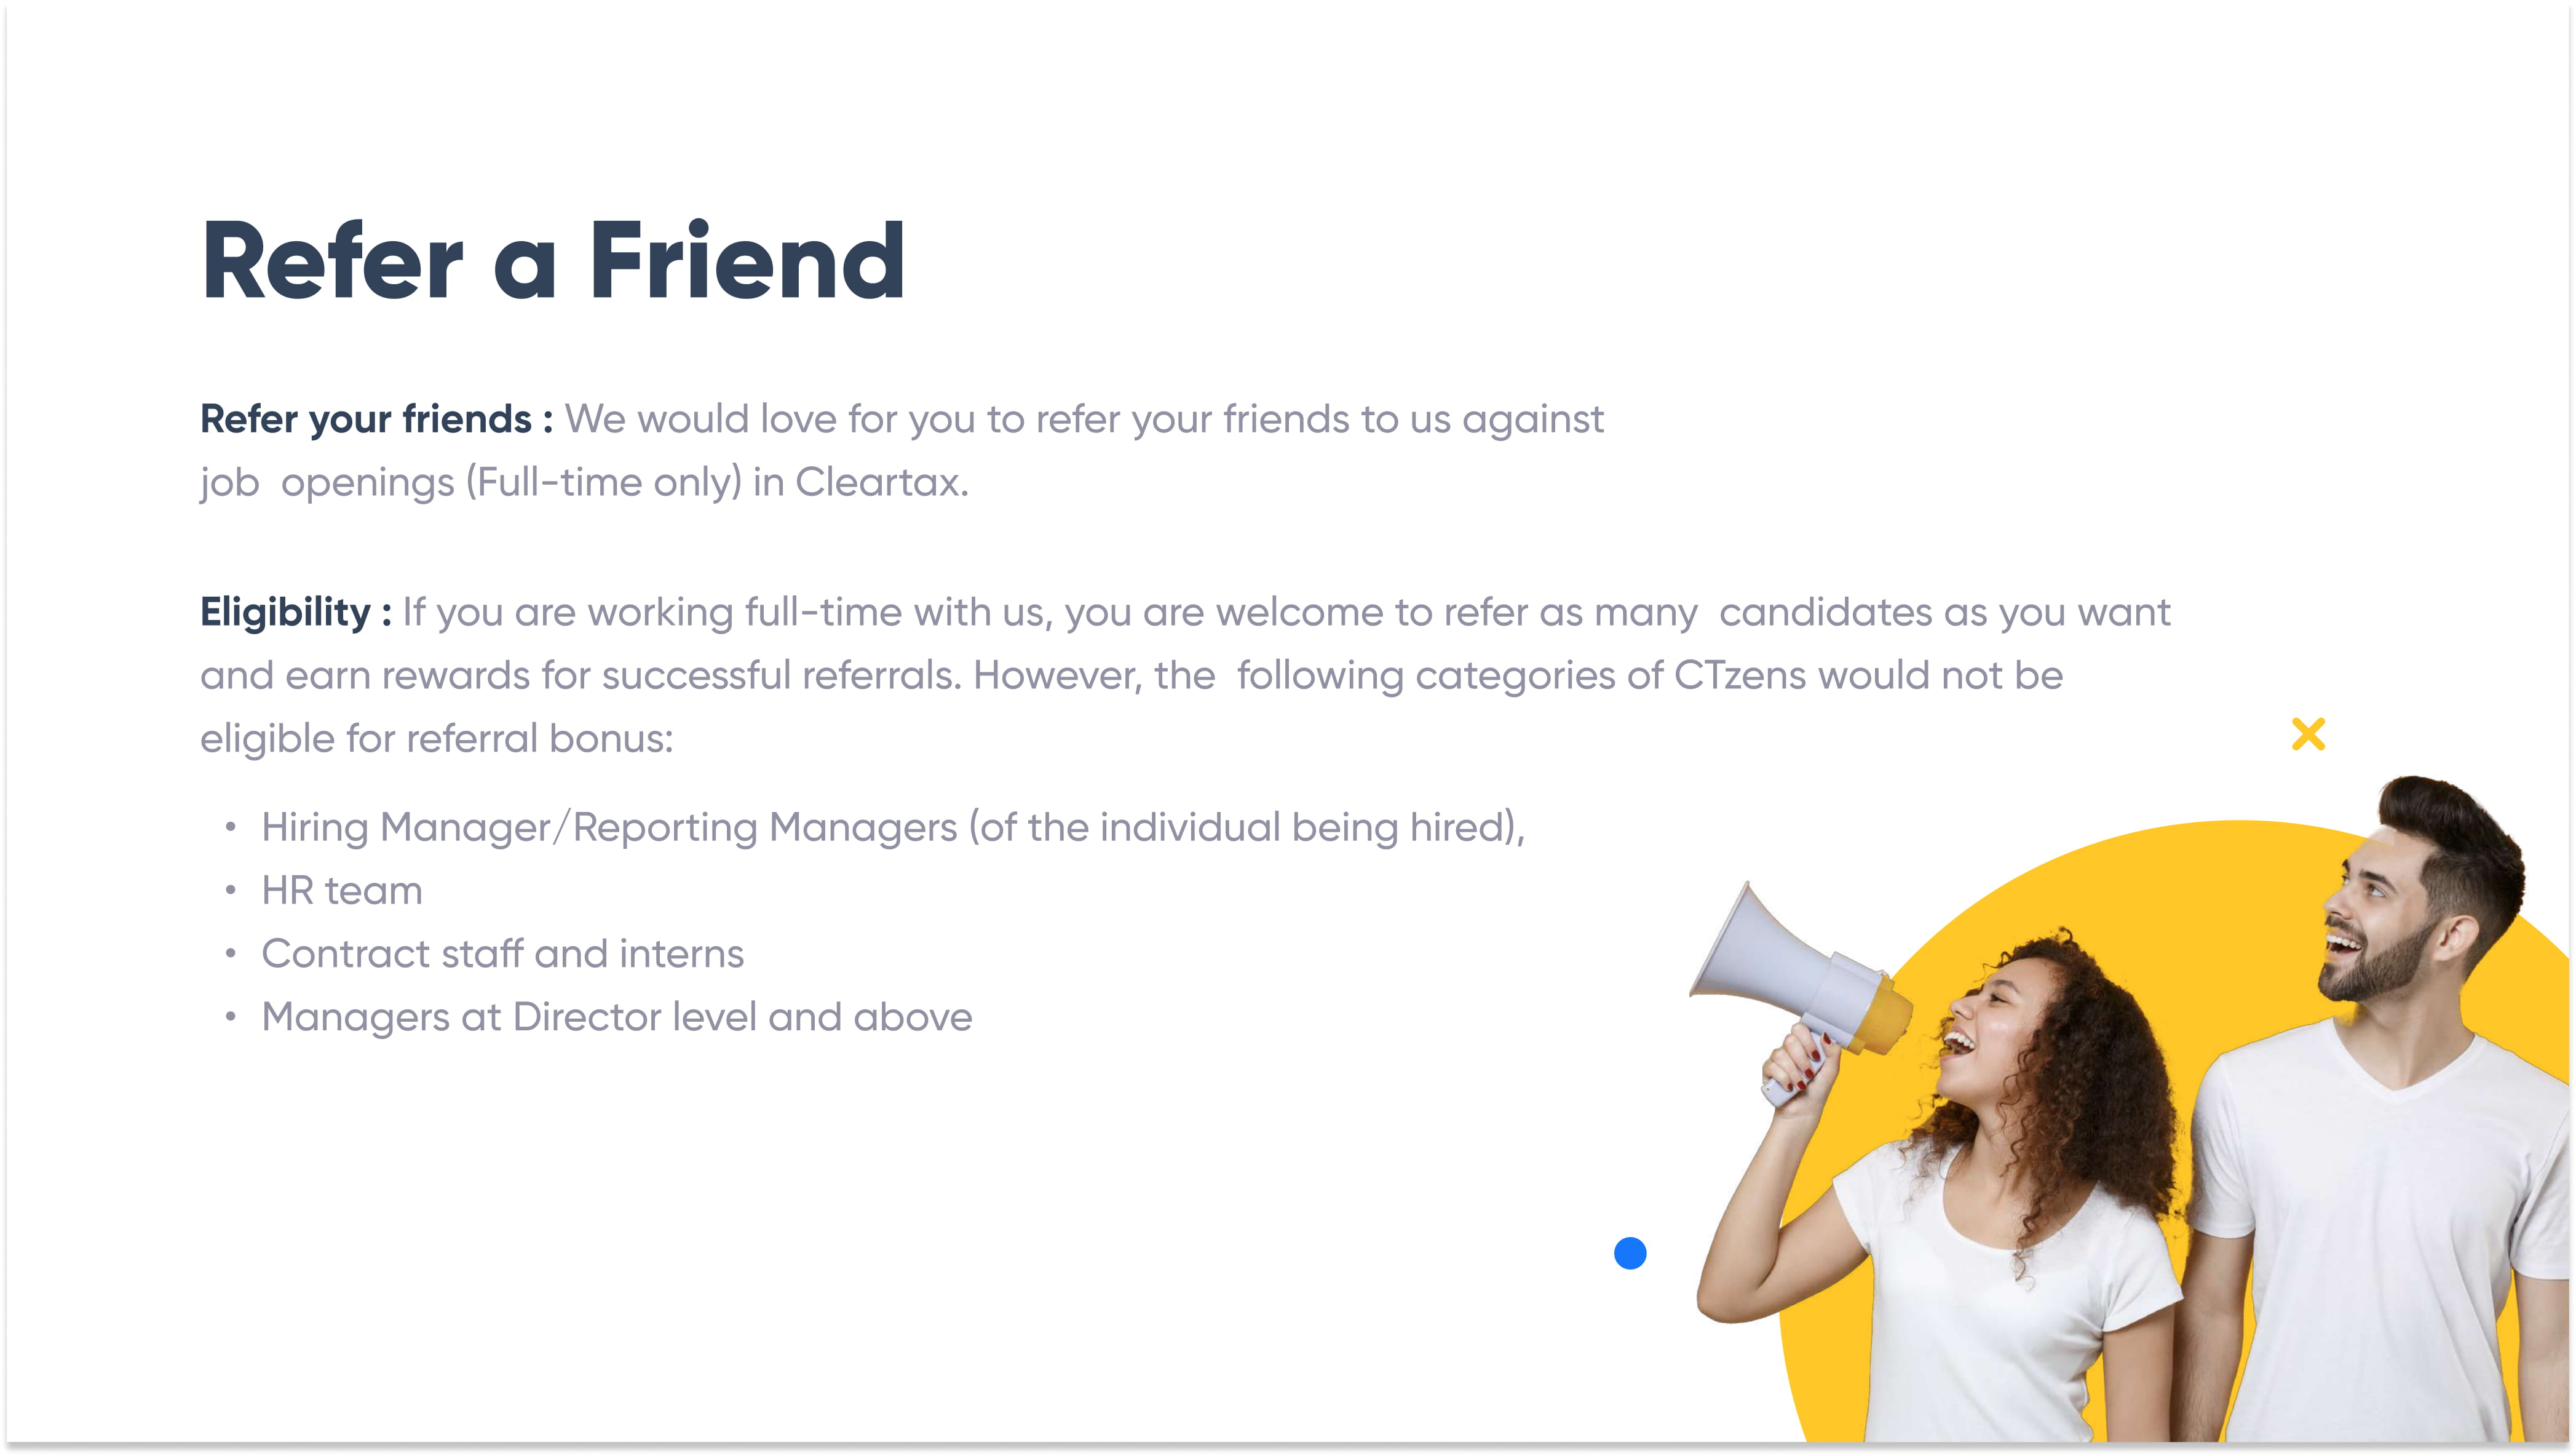 Refer a Friend
Refer your friends : We would love for you to refer your friends to us against
job  openings (Full-time only) in Cleartax.
Eligibility : If you are working full-time with us, you are welcome to refer as many  candidates as you want
and earn rewards for successful referrals. However, the  following categories of CTzens would not be
eligible for referral bonus:
• Hiring Manager/Reporting Managers (of the individual being hired),
• HR team
• Contract staff and interns
• Managers at Director level and above